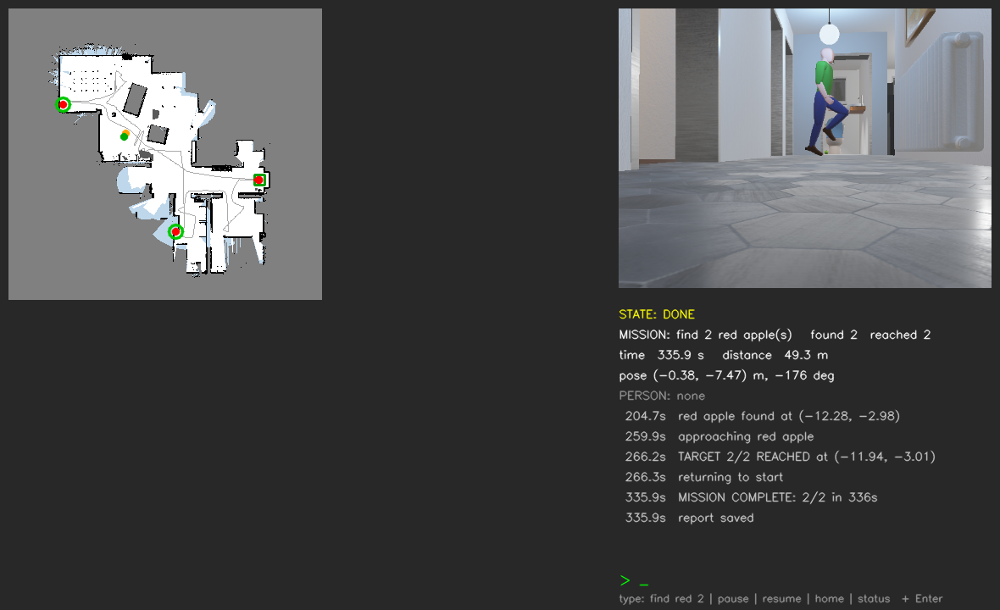 STATE: DONE
MISSION: find 2 red apple(s) found 2 reached 2
time 335.9 s distance 49.3 m
pose (-0.38, -7.47) m, -176 deg
PERSON: none
204.7s red apple found at (-12.28, -2.98)
259.9s approaching red apple
266.2s TARGET 2/2 REACHED at (-11.94, -3.01)
266.3s returning to start
335.9s MISSION COMPLETE: 2/2 in 336s
335.9s report saved
> _
type: find red 2 | pause | resume | home | status + Enter